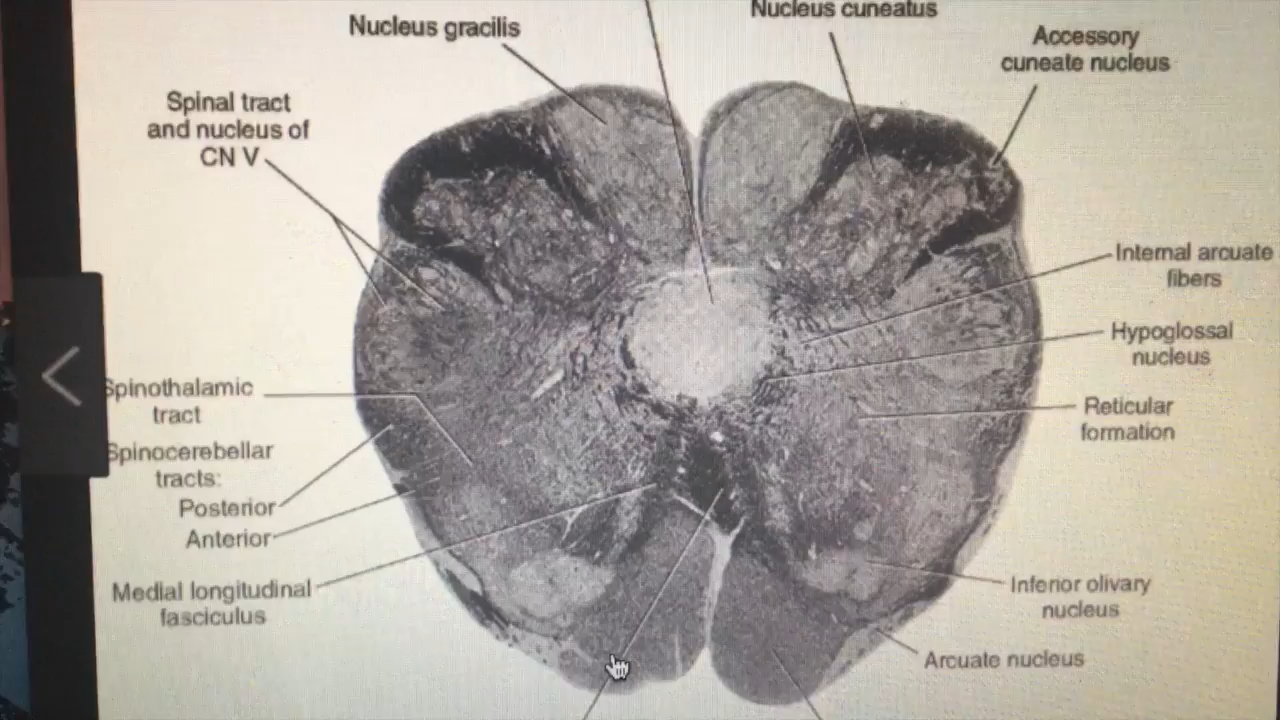 Nucleus gracilis
Nucleus cuneatus
Accessory
cuneate nucleus
Spinal tract
and nucleus of
CN V
Internal arcuate
fibers
Hypoglossal
nucleus
Spinothalamic
tract
Reticular
formation
Spinocerebellar
tracts:
Posterior
Anterior
Medial longitudinal
fasciculus
Inferior olivary
nucleus
Arcuate nucleus